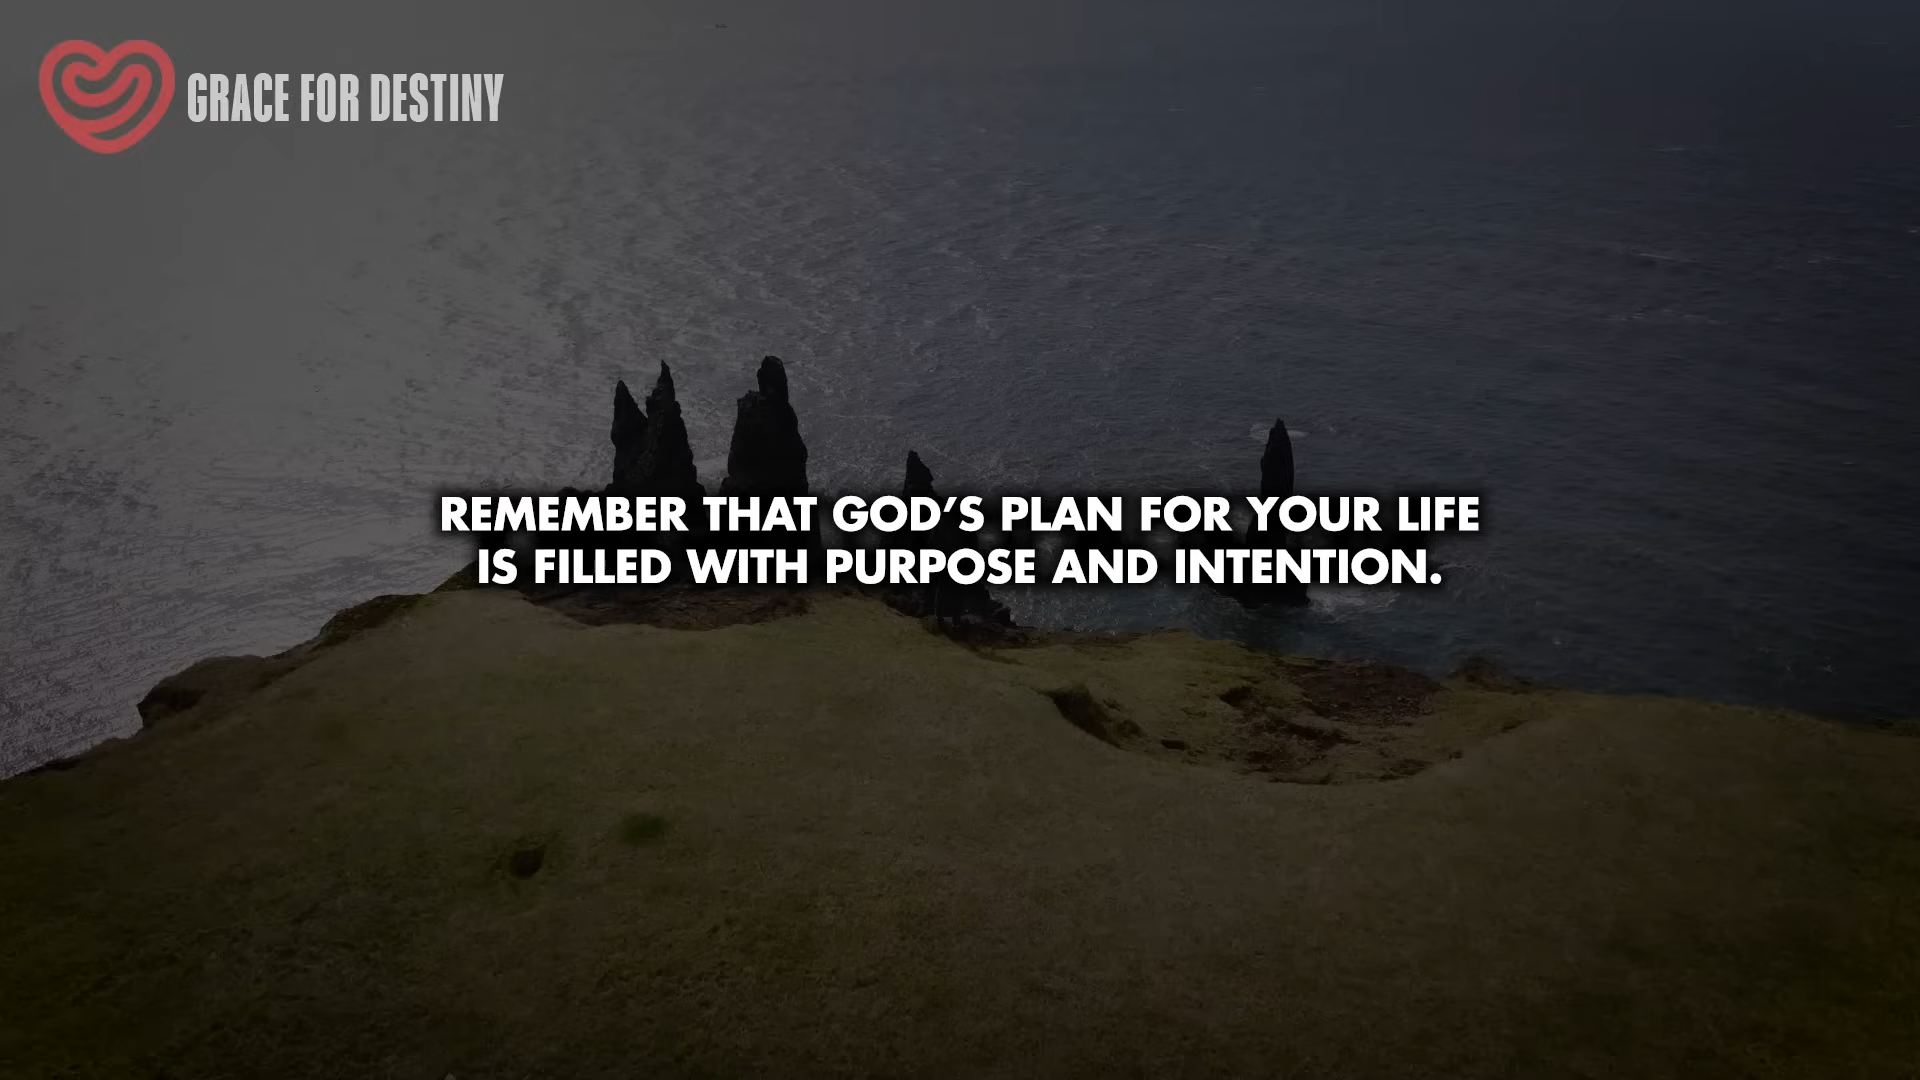 GRACE FOR DESTINY
REMEMBER THAT GOD'S PLAN FOR YOUR LIFE
IS FILLED WITH PURPOSE AND INTENTION.